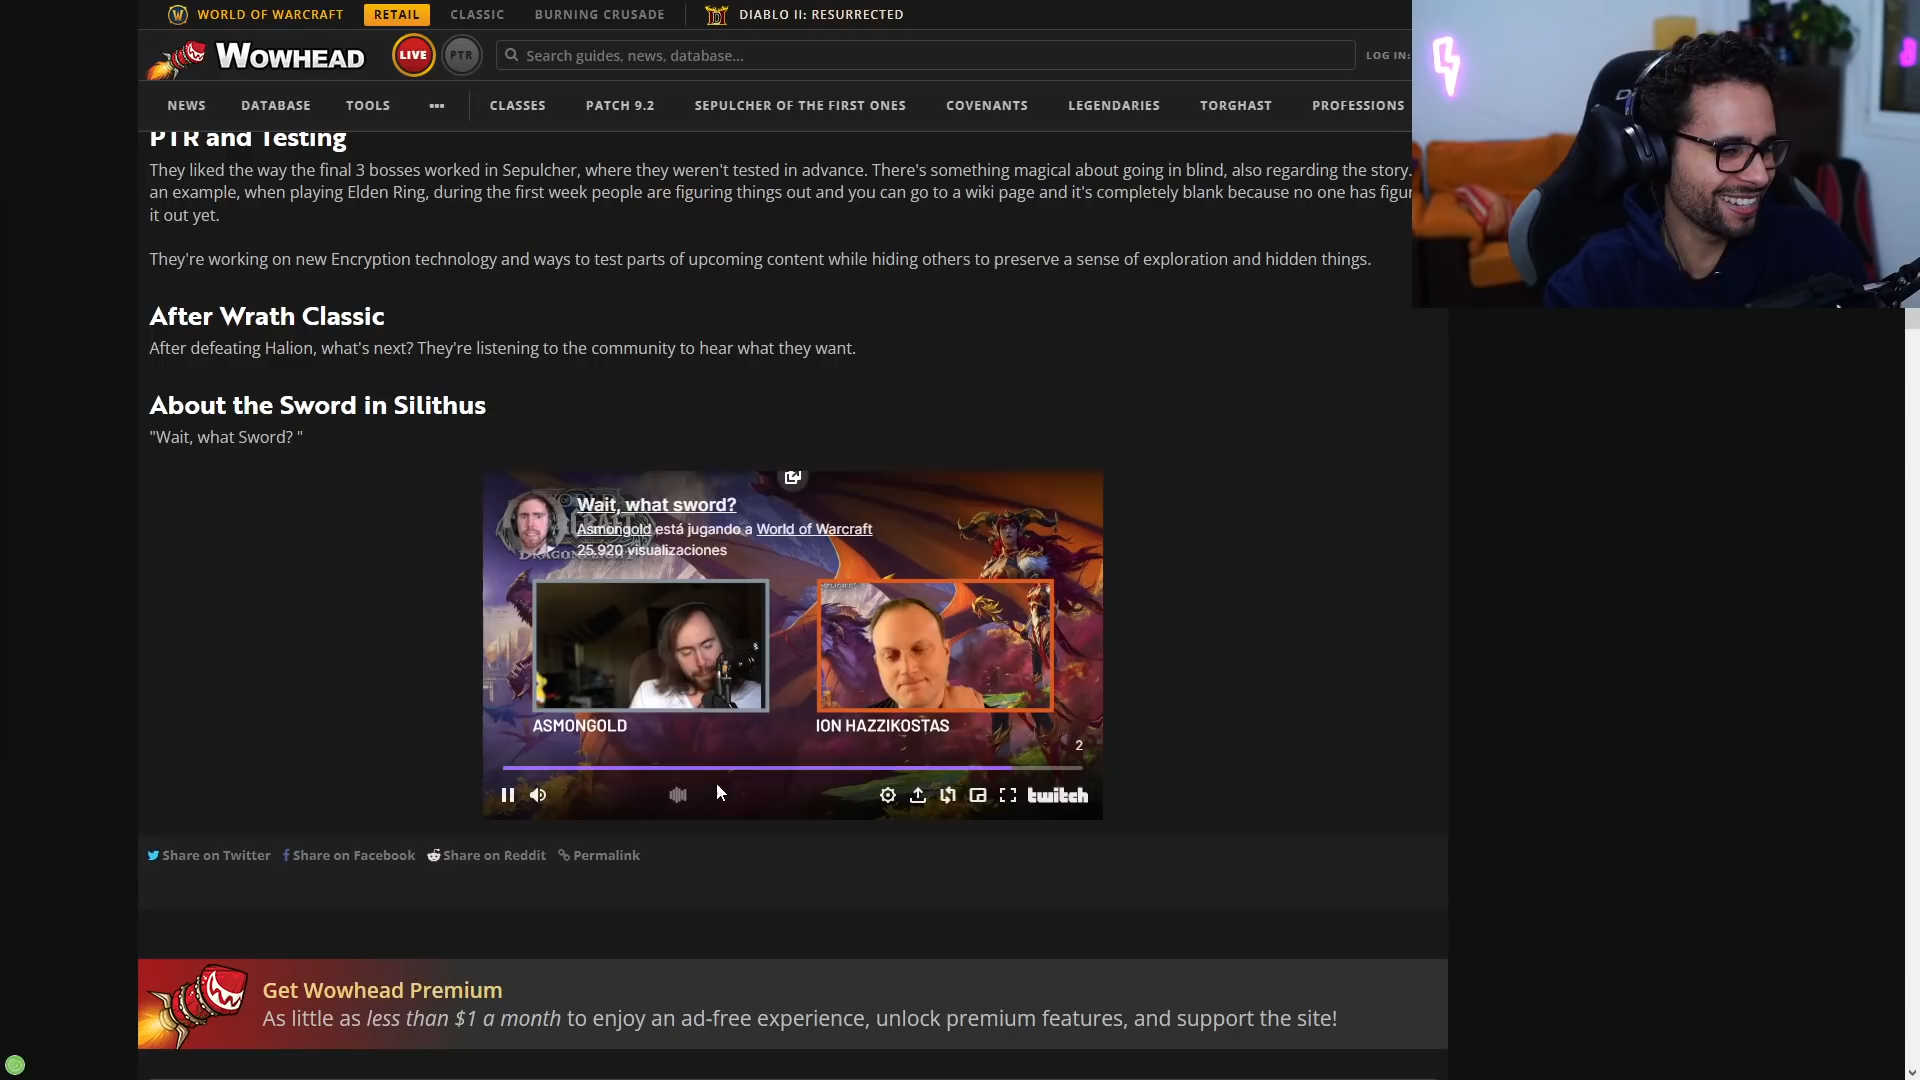 WORLD OF WARCRAFT RETAIL CLASSIC BURNING CRUSADE DIABLO II: RESURRECTED
WOWHEAD LIVE PTR Search guides, news, database... LOG IN
NEWS DATABASE TOOLS ••• CLASSES PATCH 9.2 SEPULCHER OF THE FIRST ONES COVENANTS LEGENDARIES TORGHAST PROFESSIONS
PTR and Testing
They liked the way the final 3 bosses worked in Sepulcher, where they weren't tested in advance. There's something magical about going in blind, also regarding the story.
an example, when playing Elden Ring, during the first week people are figuring things out and you can go to a wiki page and it's completely blank because no one has figur
it out yet.
They're working on new Encryption technology and ways to test parts of upcoming content while hiding others to preserve a sense of exploration and hidden things.
After Wrath Classic
After defeating Halion, what's next? They're listening to the community to hear what they want.
About the Sword in Silithus
"Wait, what Sword? "
Wait, what sword?
Asmongold está jugando a World of Warcraft
25.920 visualizaciones
ASMONGOLD ION HAZZIKOSTAS
2
twitch
Share on Twitter Share on Facebook Share on Reddit Permalink
Get Wowhead Premium
As little as less than $1 a month to enjoy an ad-free experience, unlock premium features, and support the site!